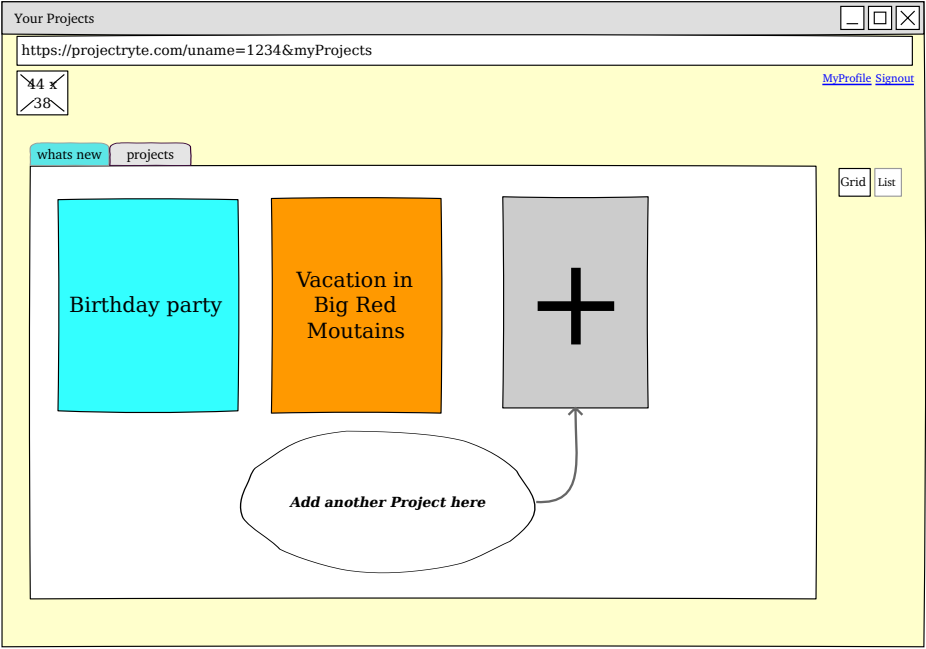 Your Projects
https://projectryte.com/uname=1234&myProjects
44 x
38
MyProfile Signout
whats new projects
Grid List
Birthday party
Vacation in
Big Red
Moutains
Add another Project here